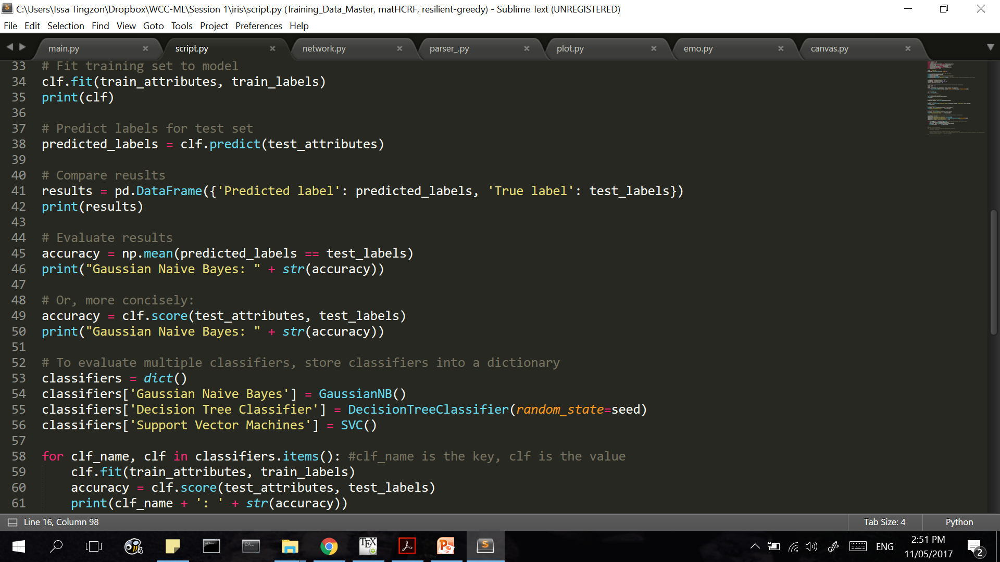 C:\Users\Issa Tingzon\Dropbox\WCC-ML\Session 1\iris\script.py (Training_Data_Master, matHCRF, resilient-greedy) - Sublime Text (UNREGISTERED)
File Edit Selection Find View Goto Tools Project Preferences Help
main.py script.py network.py parser_.py plot.py emo.py canvas.py
33 # Fit training set to model
34 clf.fit(train_attributes, train_labels)
35 print(clf)
36
37 # Predict labels for test set
38 predicted_labels = clf.predict(test_attributes)
39
40 # Compare reuslts
41 results = pd.DataFrame({'Predicted label': predicted_labels, 'True label': test_labels})
42 print(results)
43
44 # Evaluate results
45 accuracy = np.mean(predicted_labels == test_labels)
46 print("Gaussian Naive Bayes: " + str(accuracy))
47
48 # Or, more concisely:
49 accuracy = clf.score(test_attributes, test_labels)
50 print("Gaussian Naive Bayes: " + str(accuracy))
51
52 # To evaluate multiple classifiers, store classifiers into a dictionary
53 classifiers = dict()
54 classifiers['Gaussian Naive Bayes'] = GaussianNB()
55 classifiers['Decision Tree Classifier'] = DecisionTreeClassifier(random_state=seed)
56 classifiers['Support Vector Machines'] = SVC()
57
58 for clf_name, clf in classifiers.items(): #clf_name is the key, clf is the value
59     clf.fit(train_attributes, train_labels)
60     accuracy = clf.score(test_attributes, test_labels)
61     print(clf_name + ': ' + str(accuracy))
Line 16, Column 98 Tab Size: 4 Python
TEX ENG 2:51 PM
11/05/2017 2